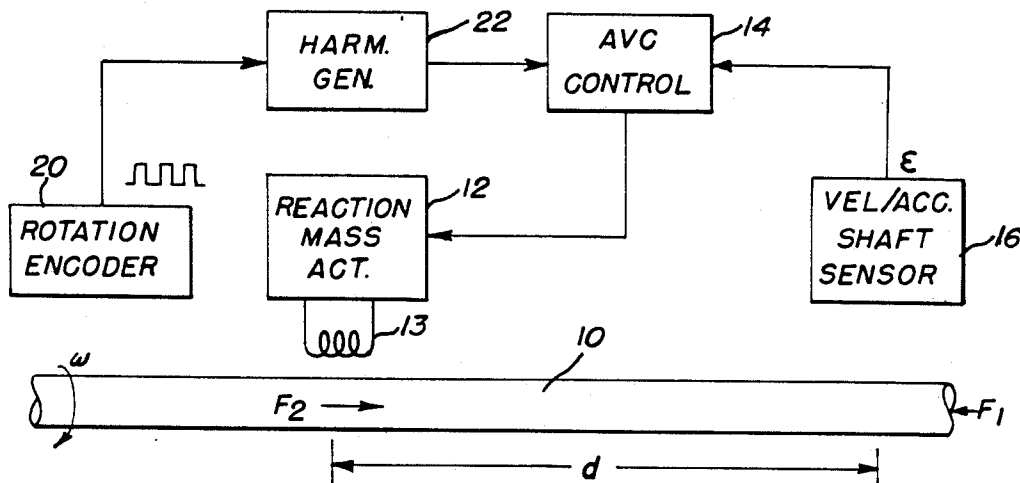 HARM.
GEN.
22
AVC
CONTROL
14
20
ROTATION
ENCODER
REACTION
MASS
ACT.
12
13
ε
VEL/ACC.
SHAFT
SENSOR
16
ω
10
F2
F1
d